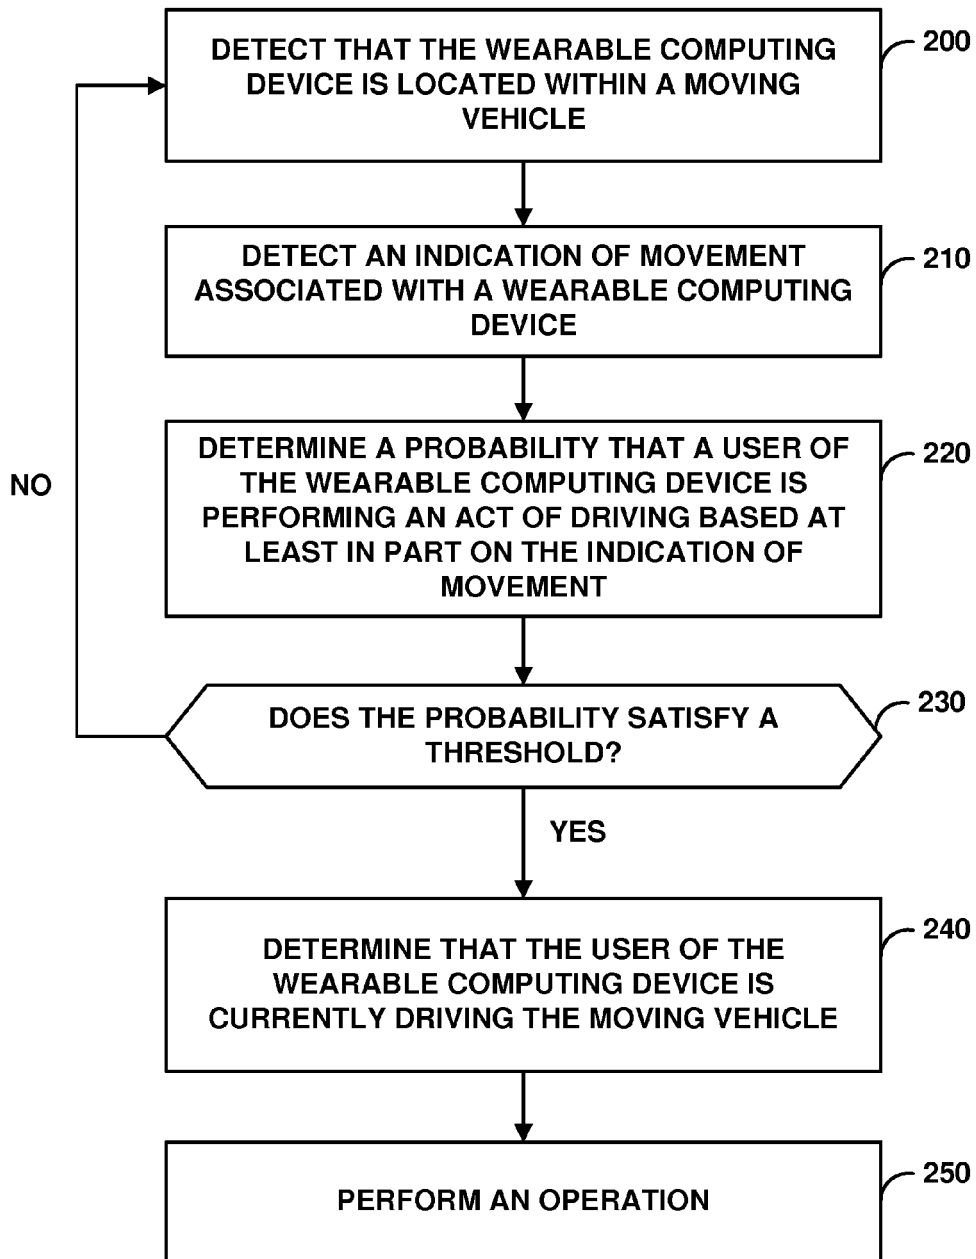 DETECT THAT THE WEARABLE COMPUTING
DEVICE IS LOCATED WITHIN A MOVING
VEHICLE
200
DETECT AN INDICATION OF MOVEMENT
ASSOCIATED WITH A WEARABLE COMPUTING
DEVICE
210
DETERMINE A PROBABILITY THAT A USER OF
THE WEARABLE COMPUTING DEVICE IS
PERFORMING AN ACT OF DRIVING BASED AT
LEAST IN PART ON THE INDICATION OF
MOVEMENT
220
NO
DOES THE PROBABILITY SATISFY A
THRESHOLD?
230
YES
DETERMINE THAT THE USER OF THE
WEARABLE COMPUTING DEVICE IS
CURRENTLY DRIVING THE MOVING VEHICLE
240
PERFORM AN OPERATION
250